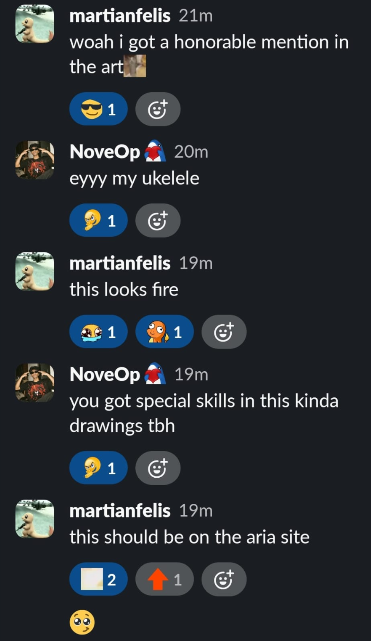 martianfelis 21m
woah i got a honorable mention in
the art
1
NoveOp 20m
eyyy my ukelele
1
martianfelis 19m
this looks fire
1 1
NoveOp 19m
you got special skills in this kinda
drawings tbh
1
martianfelis 19m
this should be on the aria site
2 1